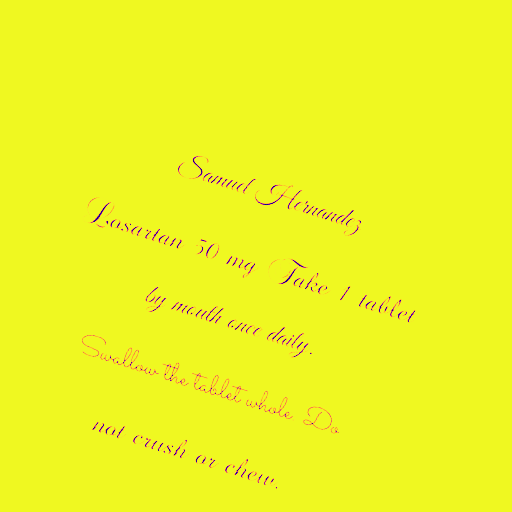 Samuel Hernandez
Losartan 50 mg Take 1 tablet
by mouth once daily.
Swallow the tablet whole Do
not crush or chew.